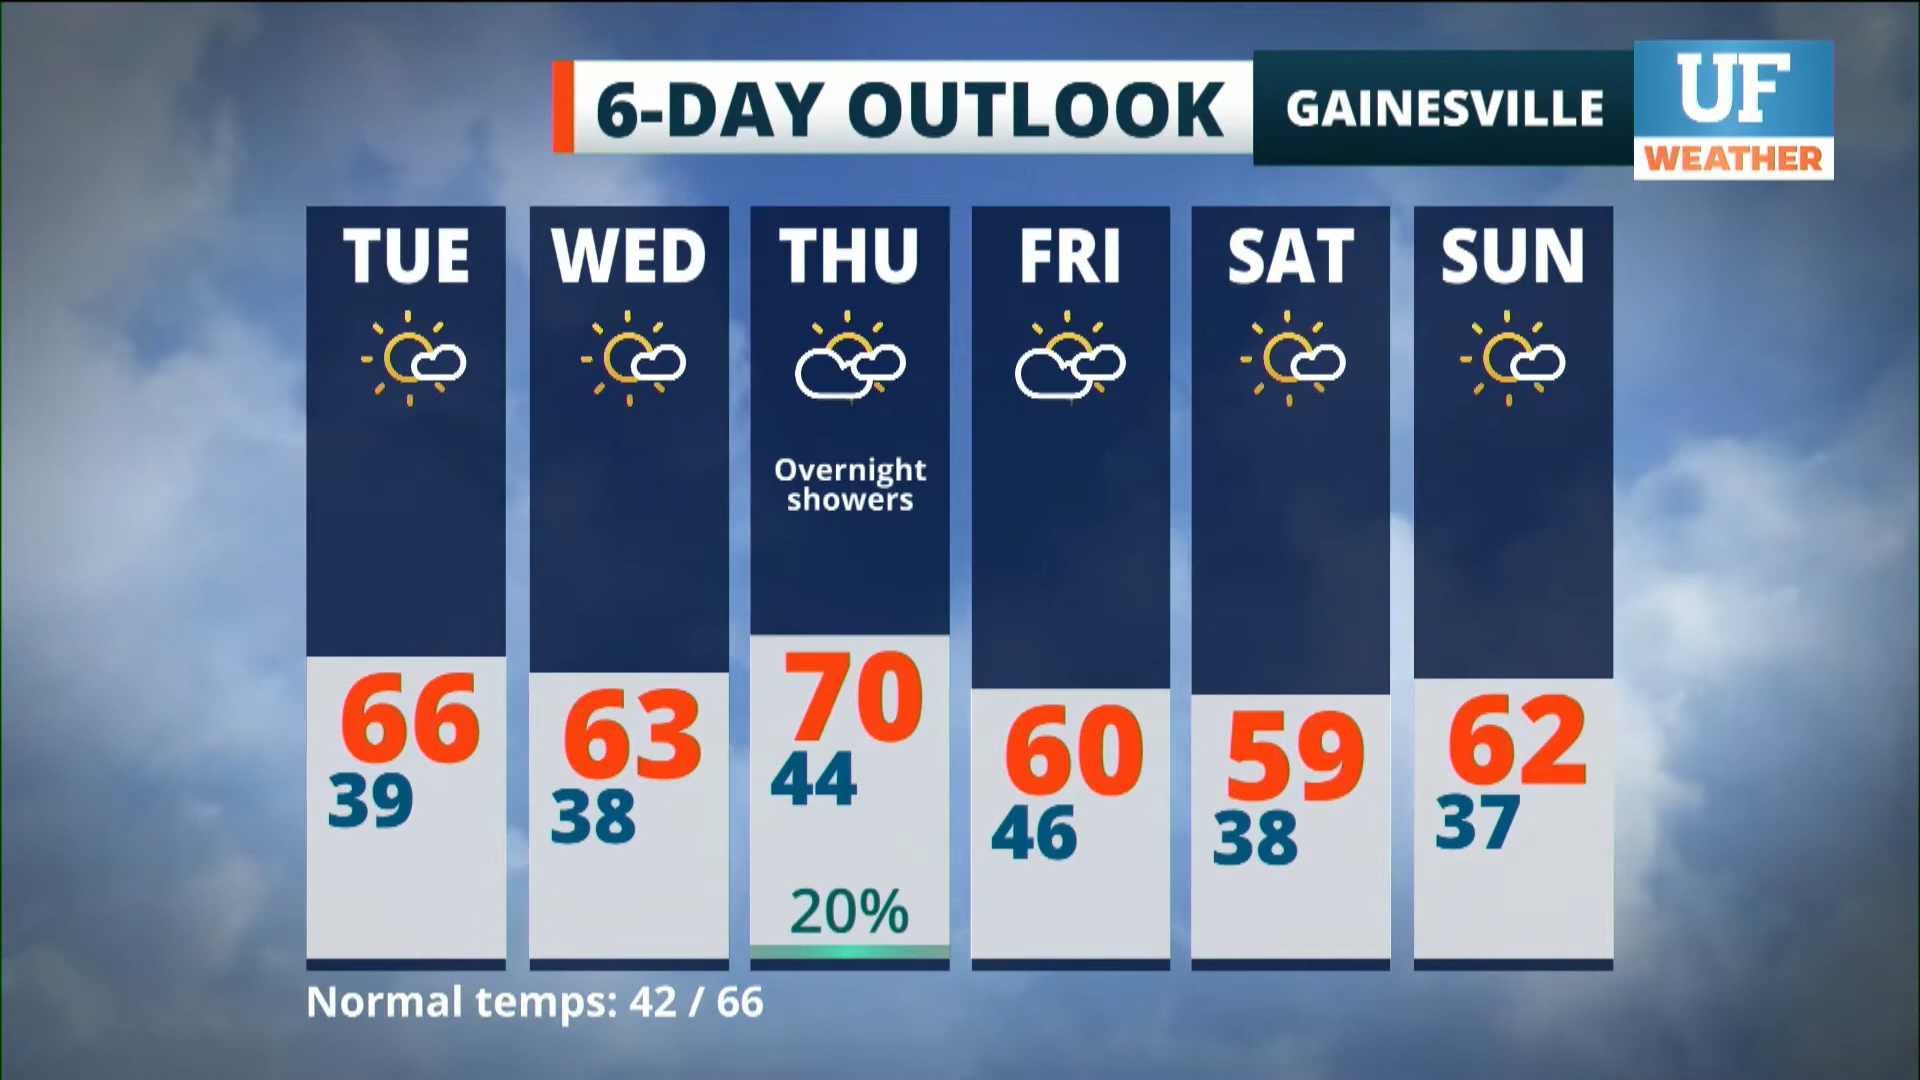 6-DAY OUTLOOK
GAINESVILLE
UF
WEATHER
TUE
WED
THU
FRI
SAT
SUN
Overnight
showers
66
39
63
38
70
44
20%
60
46
59
38
62
37
Normal temps: 42 / 66